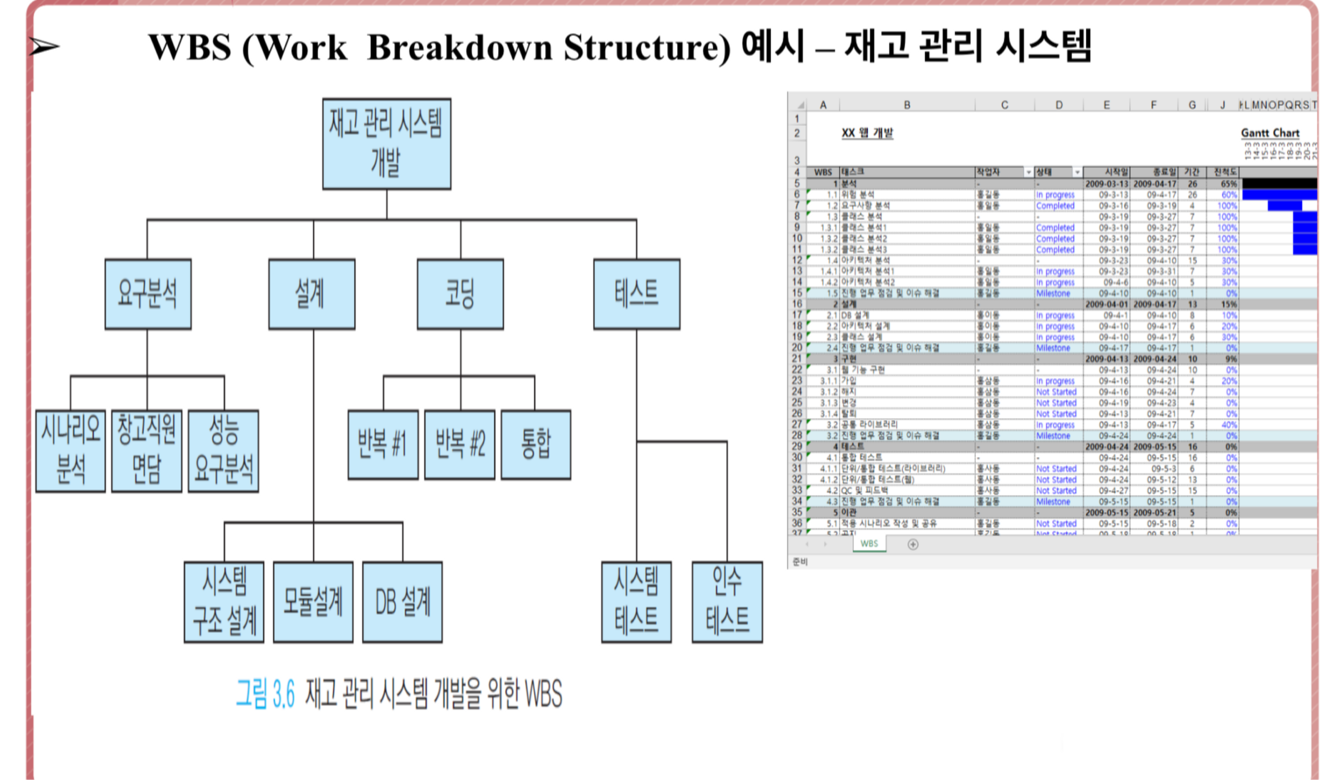 ➢ WBS (Work Breakdown Structure) 예시 – 재고 관리 시스템
재고 관리 시스템
개발
요구분석
설계
코딩
테스트
시나리오
분석
창고직원
면담
성능
요구분석
반복 #1
반복 #2
통합
시스템
구조 설계
모듈설계
DB 설계
시스템
테스트
인수
테스트
그림 3.6 재고 관리 시스템 개발을 위한 WBS
A B C D E F G J
XX 웹 개발
Gantt Chart
WBS 태스크 작업자 상태 시작일 종료일 기간 진척도
1 분석 - - 2009-03-13 2009-04-17 26 65%
1.1 위험 분석 홍길동 In progress 09-3-13 09-4-17 26 60%
1.2 요구사항 분석 홍일동 Completed 09-3-16 09-3-19 4 100%
1.3 클래스 분석 - - 09-3-19 09-3-27 7 100%
1.3.1 클래스 분석1 홍일동 Completed 09-3-19 09-3-27 7 100%
1.3.2 클래스 분석2 홍일동 Completed 09-3-19 09-3-27 7 100%
1.3.2 클래스 분석3 홍일동 Completed 09-3-19 09-3-27 7 100%
1.4 아키텍처 분석 - - 09-3-23 09-4-10 15 30%
1.4.1 아키텍처 분석1 홍일동 In progress 09-3-23 09-3-31 7 30%
1.4.2 아키텍처 분석2 홍일동 In progress 09-4-6 09-4-10 5 30%
1.5 진행 업무 점검 및 이슈 해결 홍길동 Milestone 09-4-10 09-4-10 1 0%
2 설계 - - 2009-04-01 2009-04-17 13 15%
2.1 DB 설계 홍이동 In progress 09-4-1 09-4-10 8 10%
2.2 아키텍처 설계 홍이동 In progress 09-4-10 09-4-17 6 20%
2.3 클래스 설계 홍이동 In progress 09-4-10 09-4-17 6 30%
2.4 진행 업무 점검 및 이슈 해결 홍길동 Milestone 09-4-17 09-4-17 1 0%
3 구현 - - 2009-04-13 2009-04-24 10 9%
3.1 웹 기능 구현 - - 09-4-13 09-4-24 10 0%
3.1.1 가입 홍삼동 In progress 09-4-16 09-4-21 4 20%
3.1.2 해지 홍삼동 Not Started 09-4-16 09-4-24 7 0%
3.1.3 변경 홍삼동 Not Started 09-4-19 09-4-23 4 0%
3.1.4 탈퇴 홍삼동 Not Started 09-4-13 09-4-21 7 0%
3.2 공통 라이브러리 홍삼동 In progress 09-4-13 09-4-17 5 40%
3.2 진행 업무 점검 및 이슈 해결 홍길동 Milestone 09-4-24 09-4-24 1 0%
4 테스트 - - 2009-04-24 2009-05-15 16 0%
4.1 통합 테스트 - - 09-4-24 09-5-15 16 0%
4.1.1 단위/통합 테스트(라이브러리) 홍사동 Not Started 09-4-24 09-5-3 6 0%
4.1.2 단위/통합 테스트(웹) 홍사동 Not Started 09-4-24 09-5-12 13 0%
4.2 QC 및 피드백 홍사동 Not Started 09-4-27 09-5-15 15 0%
4.3 진행 업무 점검 및 이슈 해결 홍길동 Milestone 09-5-15 09-5-15 1 0%
5 이관 - - 2009-05-15 2009-05-21 5 0%
5.1 적용 시나리오 작성 및 공유 홍길동 Not Started 09-5-15 09-5-18 2 0%
WBS
준비